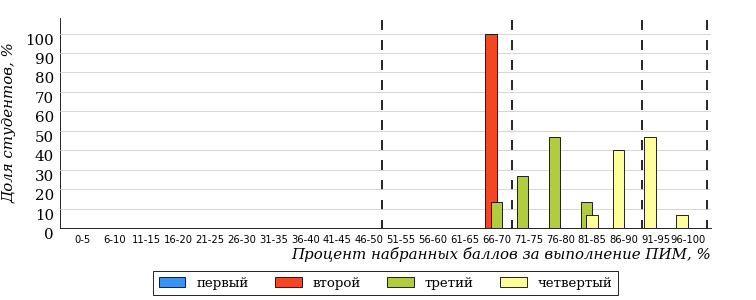 Доля студентов, %
100
90
80
70
60
50
40
30
20
10
0
0-5 6-10 11-15 16-20 21-25 26-30 31-35 36-40 41-45 46-50 51-55 56-60 61-65 66-70 71-75 76-80 81-85 86-90 91-95 96-100
Процент набранных баллов за выполнение ПИМ, %
первый второй третий четвертый